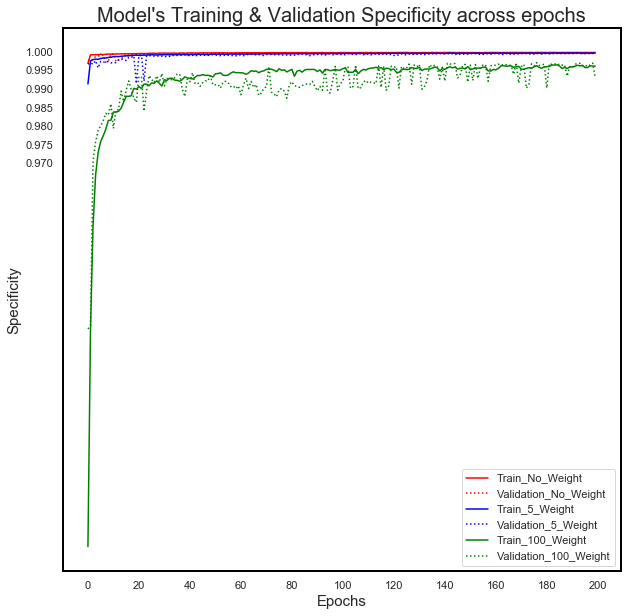 Model's Training & Validation Specificity across epochs
1.000
0.995
0.990
0.985
0.980
0.975
0.970
Specificity
Train_No_Weight
Validation_No_Weight
Train_5_Weight
Validation_5_Weight
Train_100_Weight
Validation_100_Weight
0 20 40 60 80 100 120 140 160 180 200
Epochs